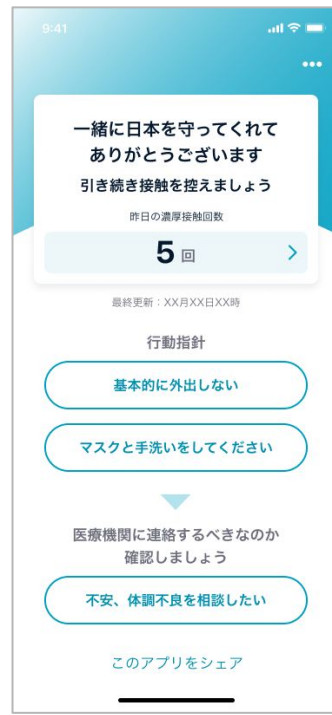 9:41
一緒に日本を守ってくれて
ありがとうございます
引き続き接触を控えましょう
昨日の濃厚接触回数
5 回
最終更新：XX月XX日XX時
行動指針
基本的に外出しない
マスクと手洗いをしてください
医療機関に連絡するべきなのか
確認しましょう
不安、体調不良を相談したい
このアプリをシェア